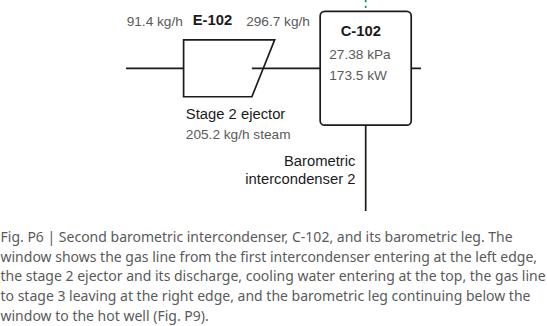 91.4 kg/h E-102 296.7 kg/h
C-102
27.38 kPa
173.5 kW
Stage 2 ejector
205.2 kg/h steam
Barometric
intercondenser 2
Fig. P6 | Second barometric intercondenser, C-102, and its barometric leg. The
window shows the gas line from the first intercondenser entering at the left edge,
the stage 2 ejector and its discharge, cooling water entering at the top, the gas line
to stage 3 leaving at the right edge, and the barometric leg continuing below the
window to the hot well (Fig. P9).